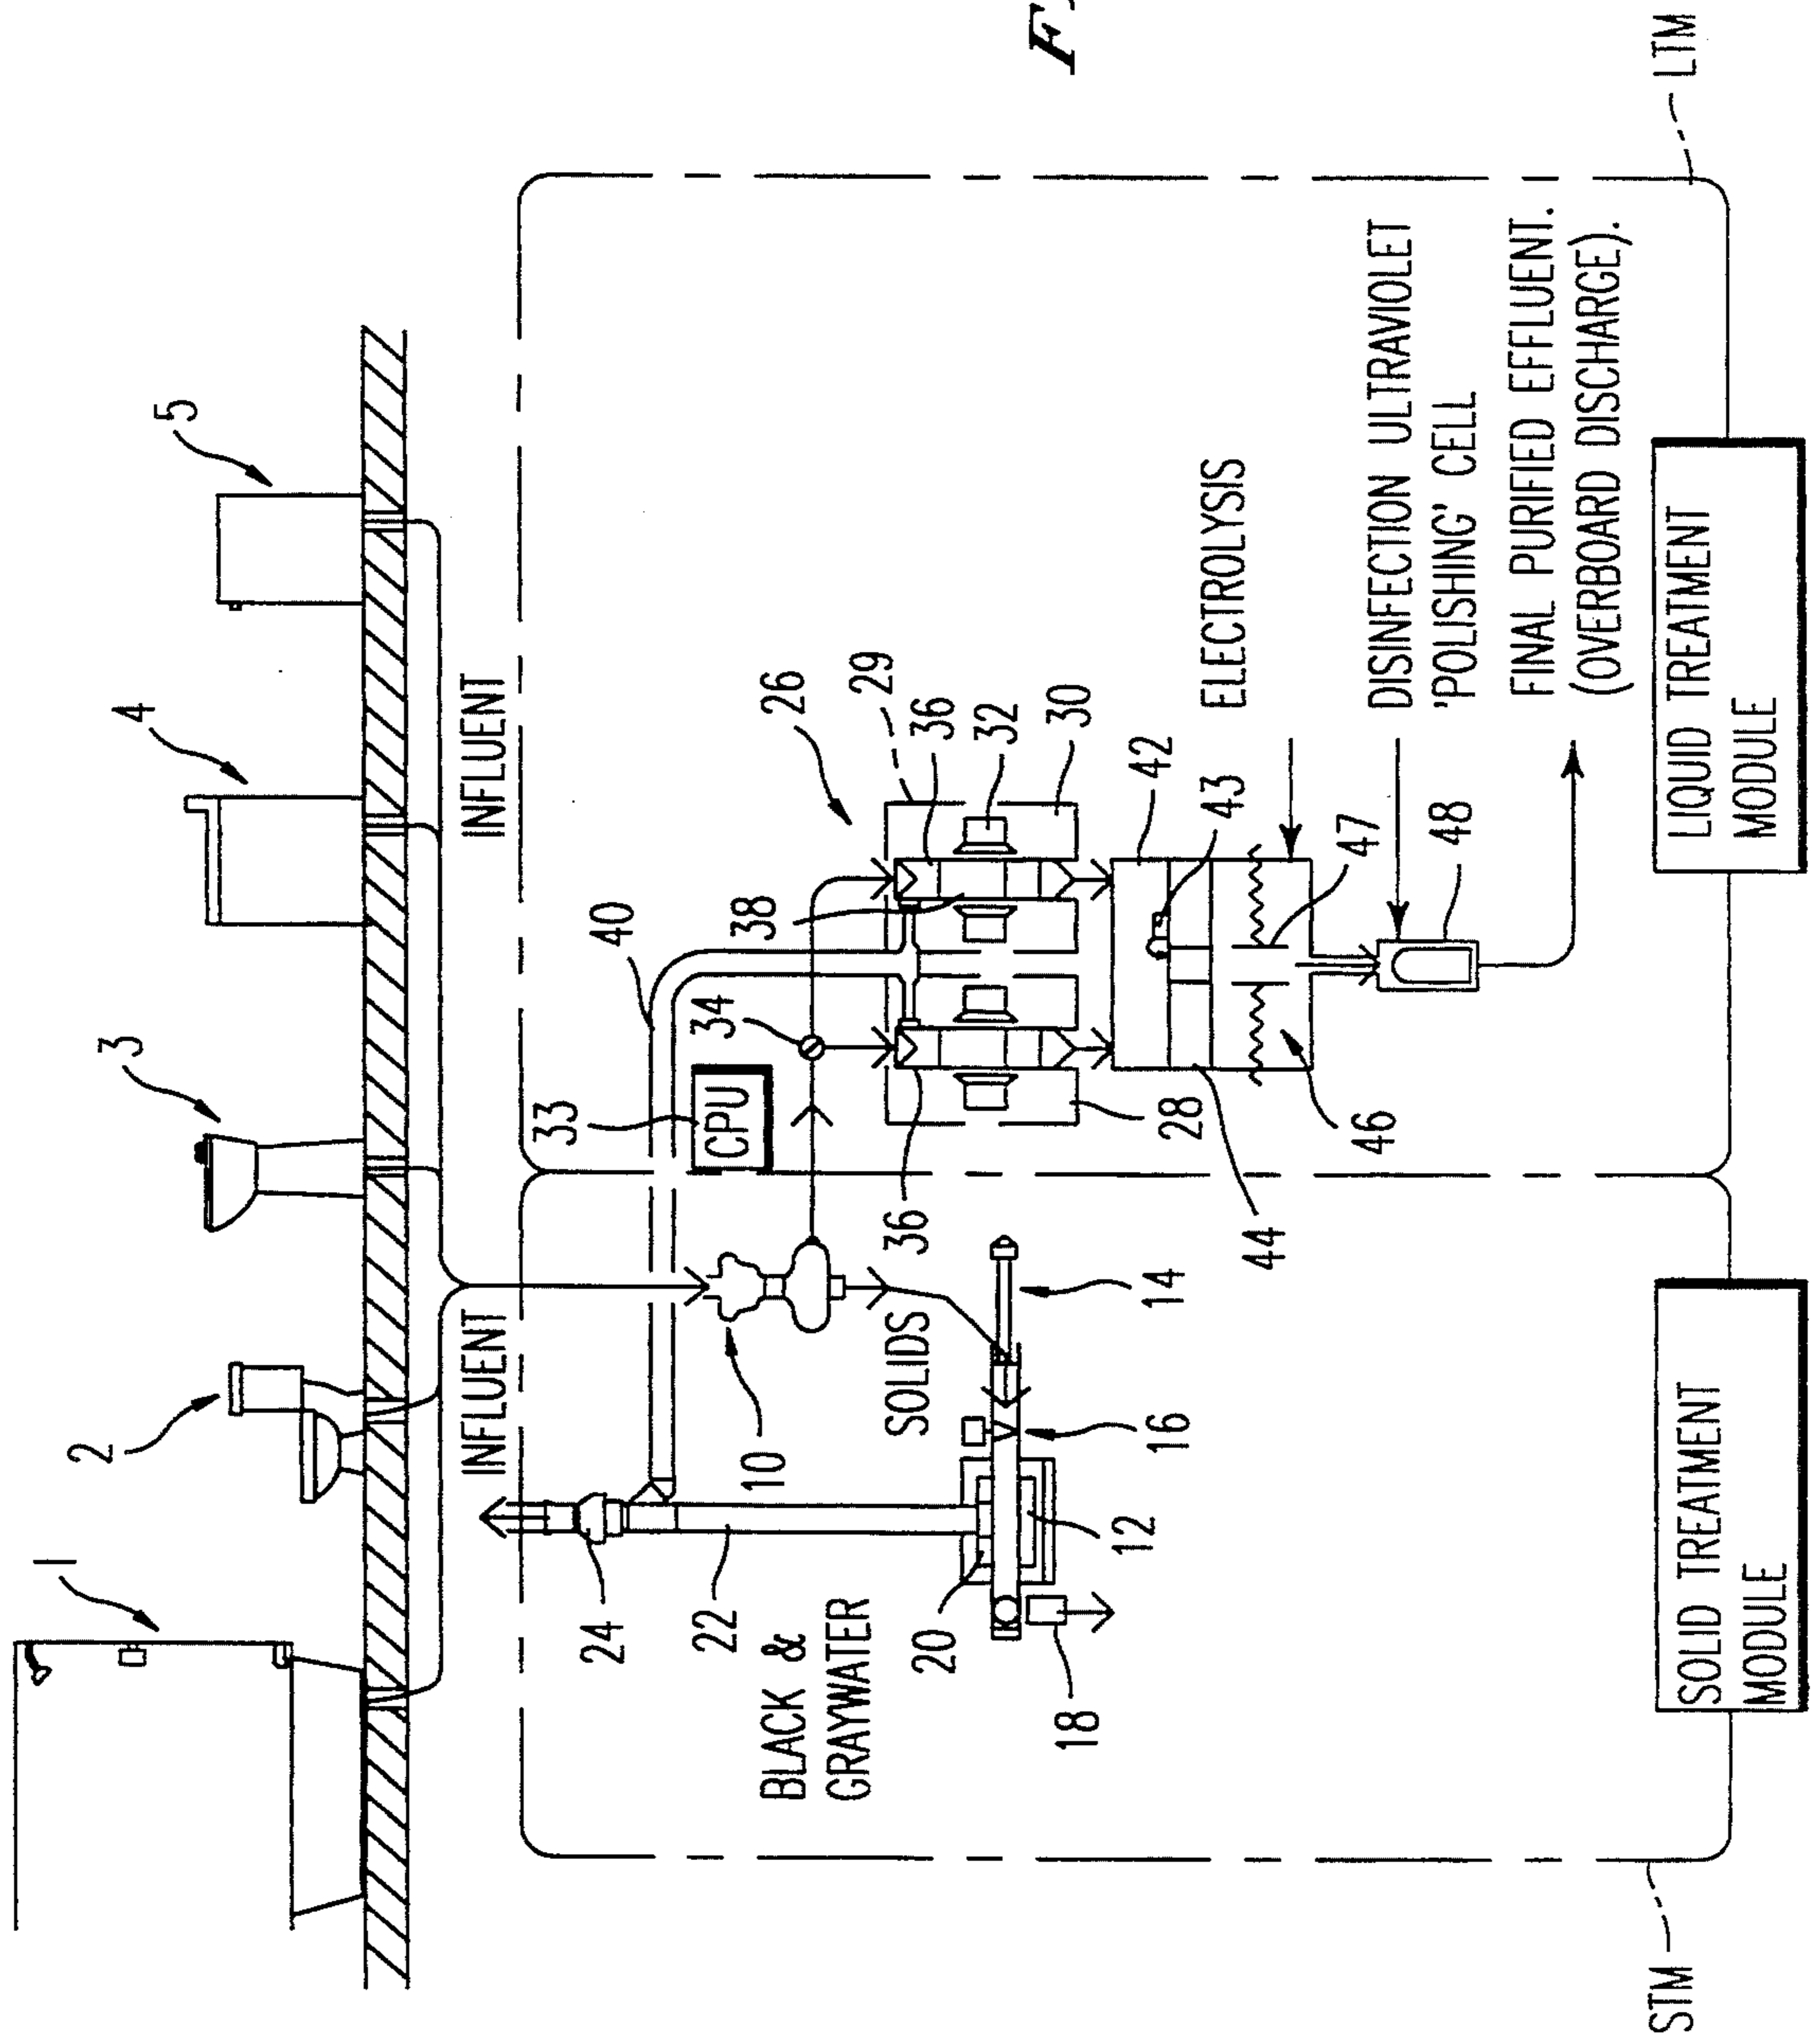 1
2
3
4
5
INFLUENT
INFLUENT
40
33
34
CPU
24
22
10
26
29
36
32
30
38
BLACK &
GRAYWATER
SOLIDS
36
28
20
12
16
14
18
42
43
44
46
47
48
ELECTROLYSIS
DISINFECTION ULTRAVIOLET
'POLISHING' CELL
FINAL PURIFIED EFFLUENT.
(OVERBOARD DISCHARGE).
STM
SOLID TREATMENT
MODULE
LIQUID TREATMENT
MODULE
LTM